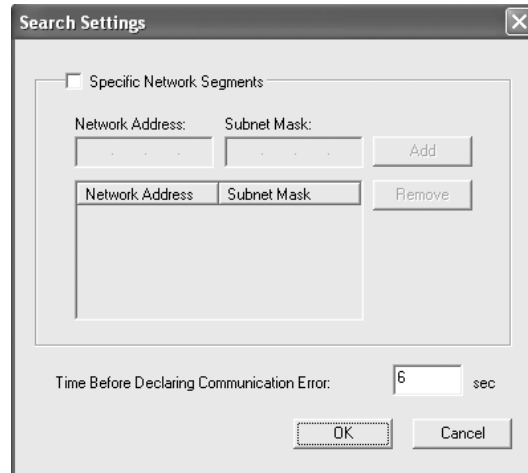 Search Settings
Specific Network Segments
Network Address: Subnet Mask:
Add
Network Address Subnet Mask
Remove
Time Before Declaring Communication Error: 6 sec
OK Cancel